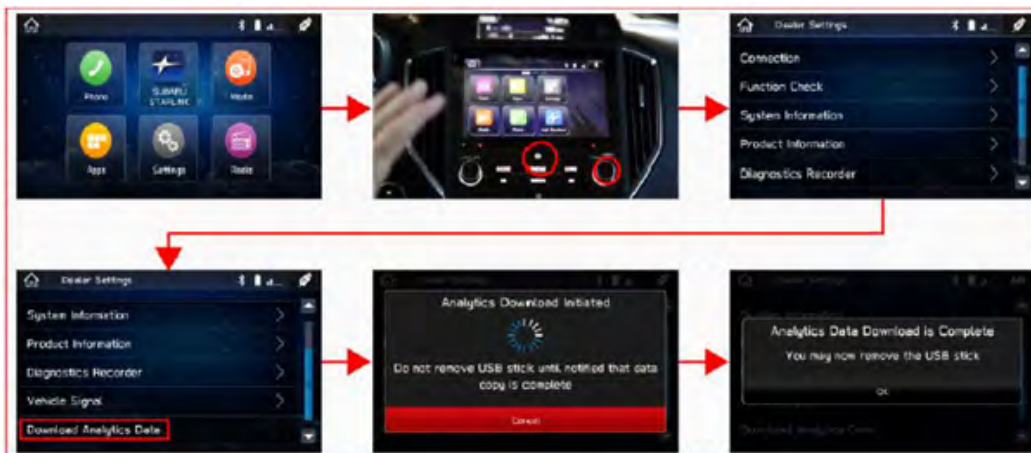 Phone
SUBARU
STARLINK
Media
Apps
Settings
Radio
Dealer Settings
Connection
Function Check
System Information
Product Information
Diagnostics Recorder
Dealer Settings
System Information
Product Information
Diagnostics Recorder
Vehicle Signal
Download Analytics Data
Analytics Download Initiated
Do not remove USB stick until notified that data
copy is complete
Cancel
Analytics Data Download is Complete
You may now remove the USB stick
OK
Download Analytics Data